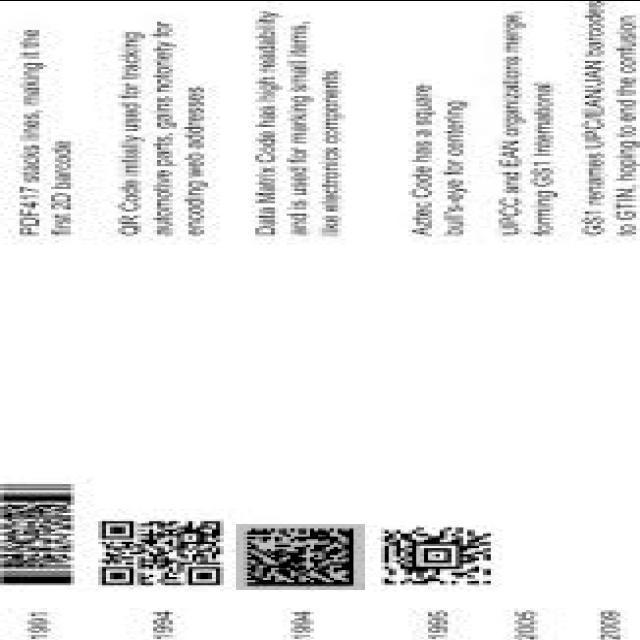 1991
PDF417 stacks lines, making it the
first 2D barcode
1994
QR Code initially used for tracking
automotive parts, gains notoriety for
encoding web addresses
1994
Data Matrix Code has high readability
and is used for marking small items,
like electronics components
1995
Aztec Code has a square
bull's-eye for centering
2005
UPCC and EAN organizations merge,
forming GS1 International
2009
GS1 renames UPC/EAN/JAN barcodes
to GTIN, hoping to end the confusion